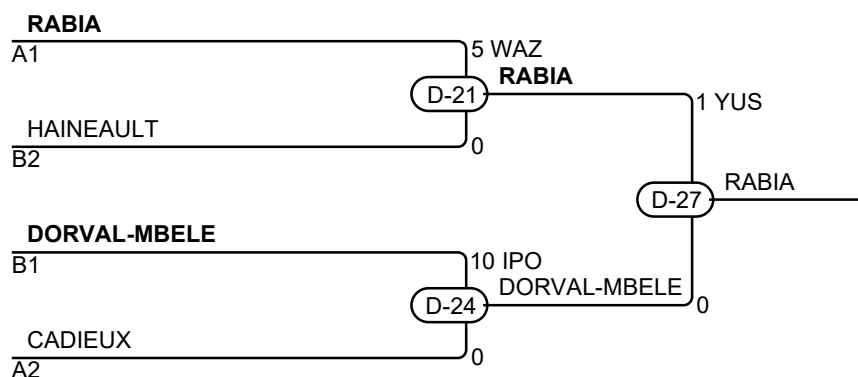 RABIA
A1
5 WAZ
RABIA
D-21
1 YUS
HAINEAULT
B2
0
D-27
RABIA
DORVAL-MBELE
B1
10 IPO
DORVAL-MBELE
D-24
0
CADIEUX
A2
0